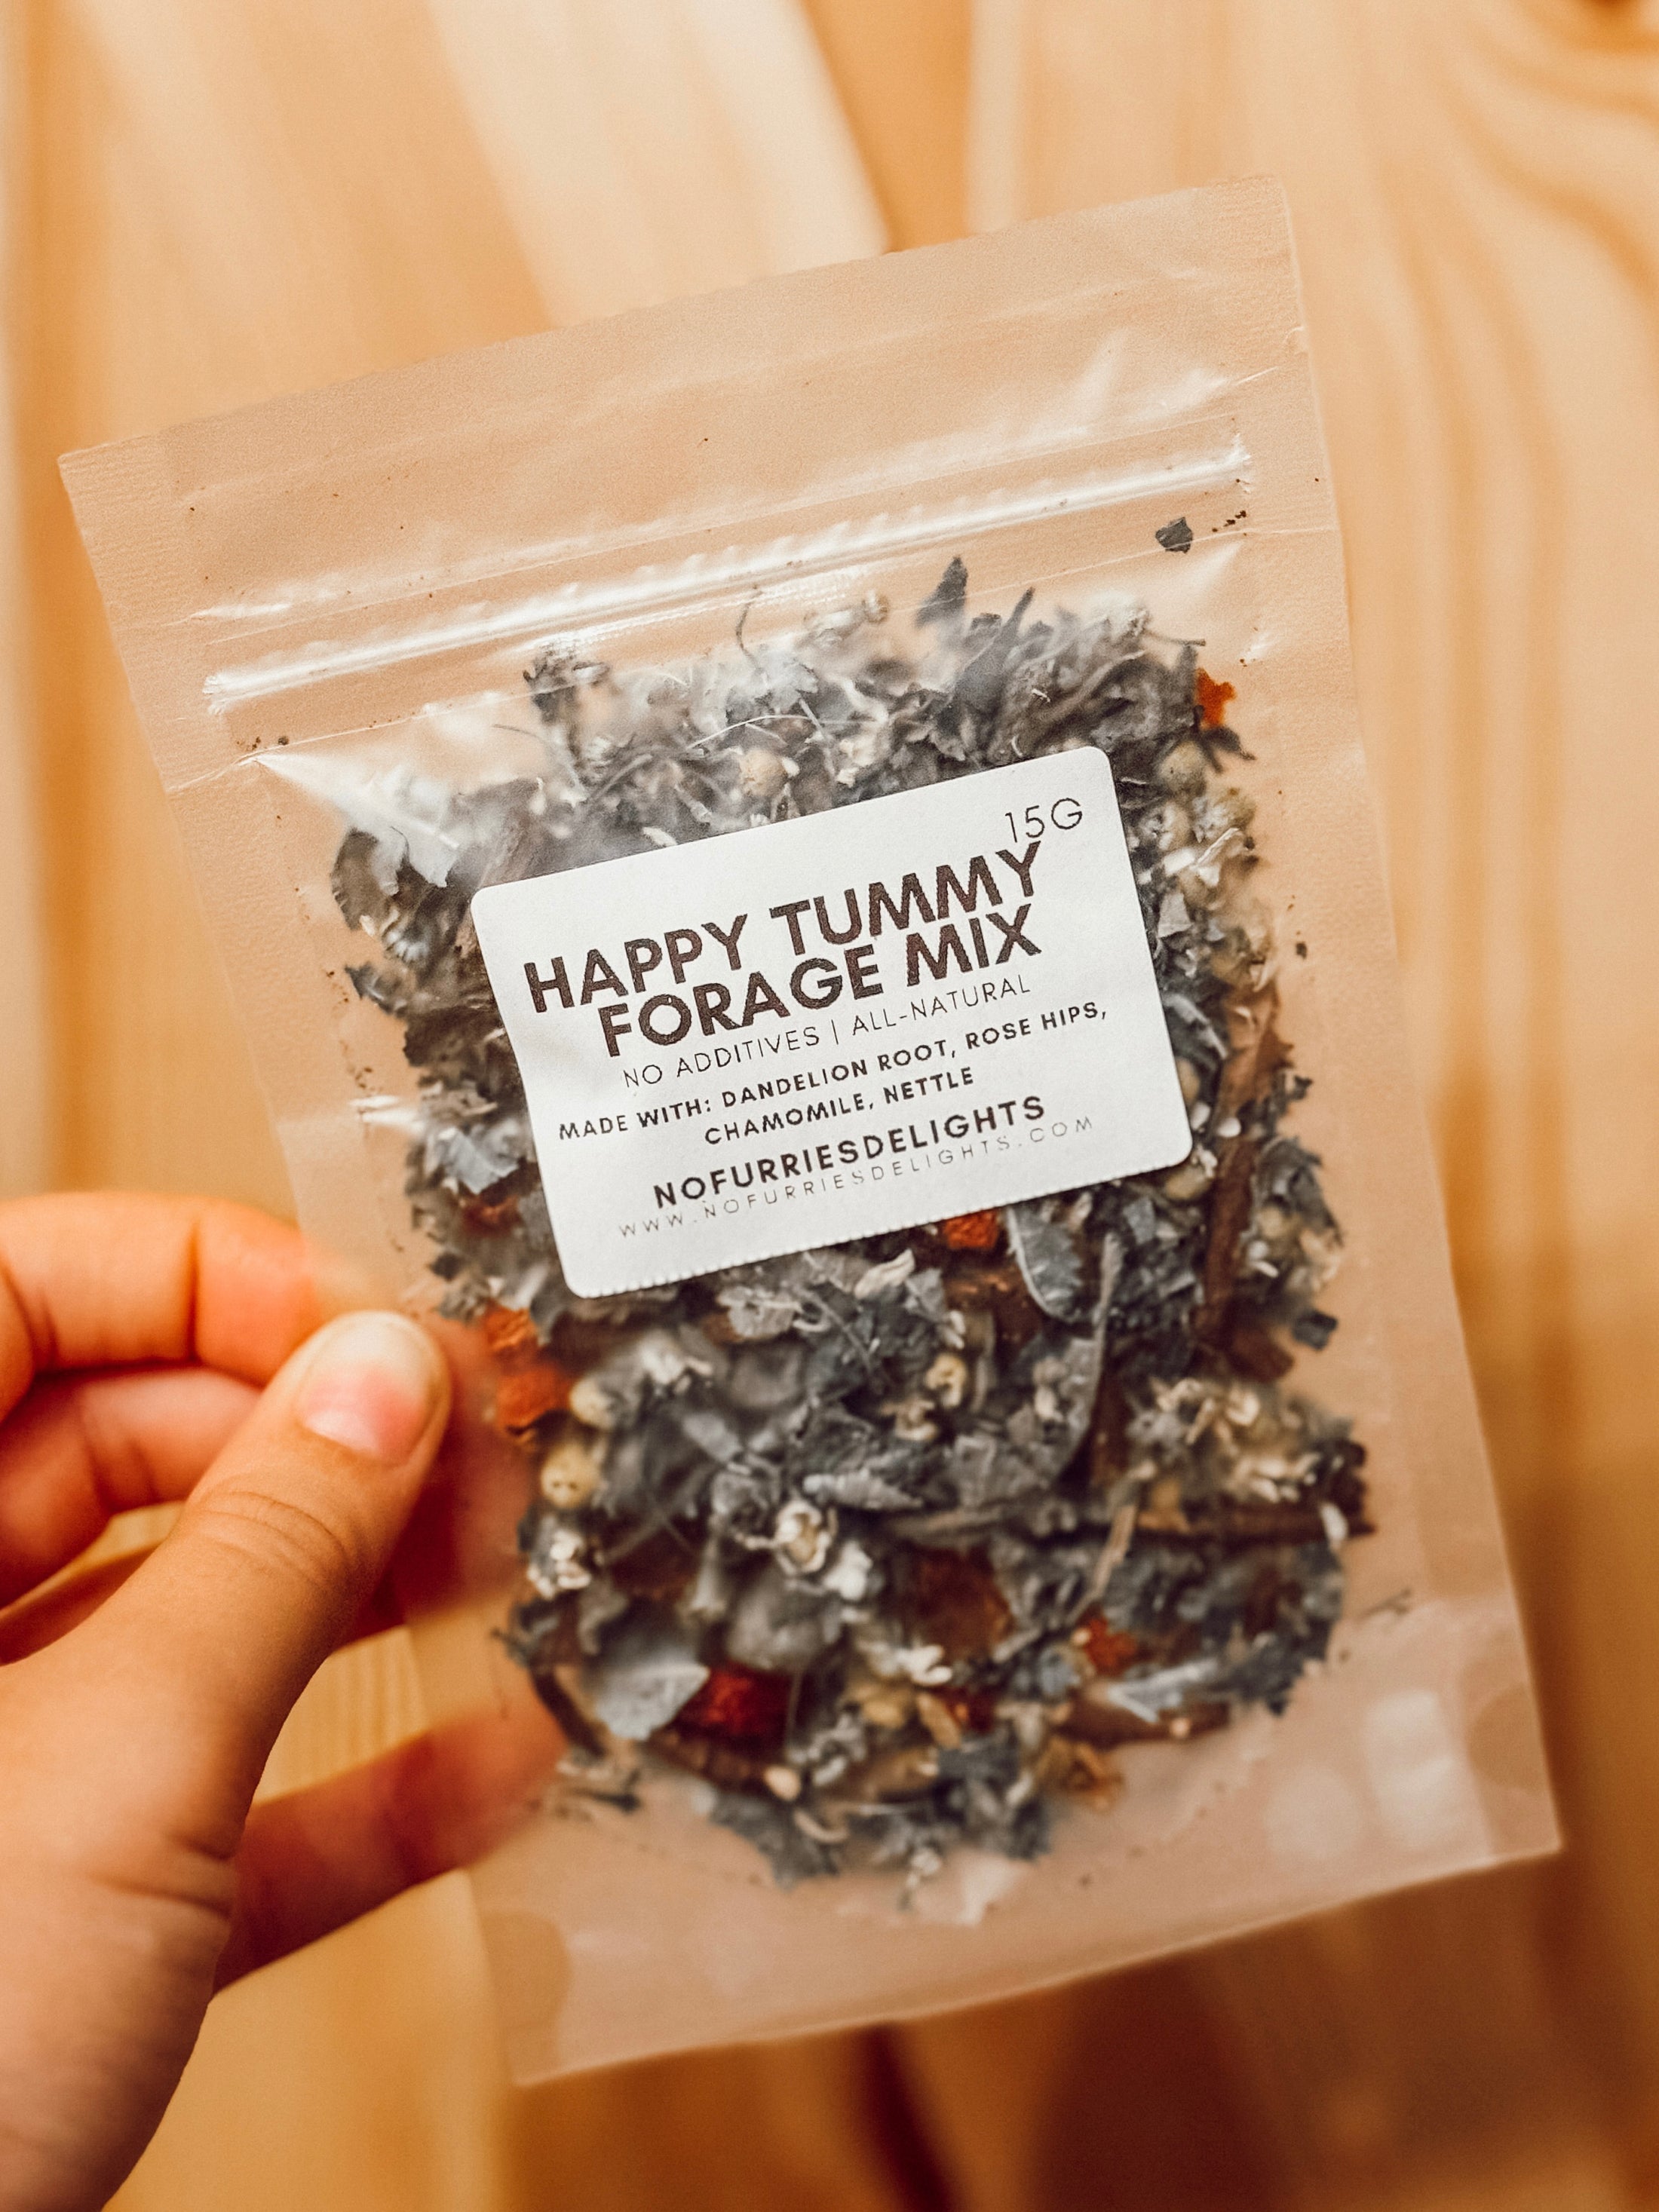 15G
HAPPY TUMMY
FORAGE MIX
NO ADDITIVES | ALL-NATURAL
MADE WITH: DANDELION ROOT, ROSE HIPS,
CHAMOMILE, NETTLE
NOFURRIESDELIGHTS
WWW.NOFURRIESDELIGHTS.COM